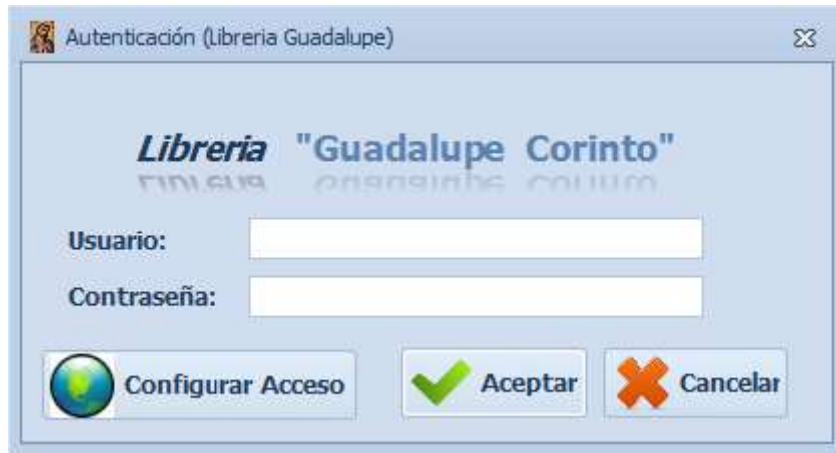 Autenticación (Libreria Guadalupe)
Libreria "Guadalupe Corinto"
Usuario:
Contraseña:
Configurar Acceso
Aceptar
Cancelar